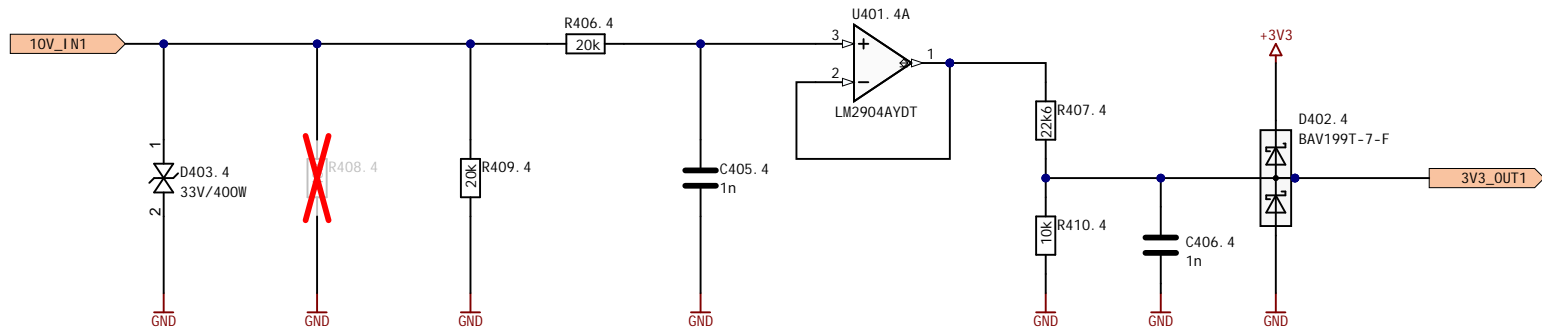 10V_IN1
R406.4
20k
U401.4A
3
2
1
LM2904AYDT
+3V3
1
2
D403.4
33V/400W
R408.4
20k
R409.4
C405.4
1n
22k6
R407.4
D402.4
BAV199T-7-F
3V3_OUT1
10k
R410.4
C406.4
1n
GND
GND
GND
GND
GND
GND
GND